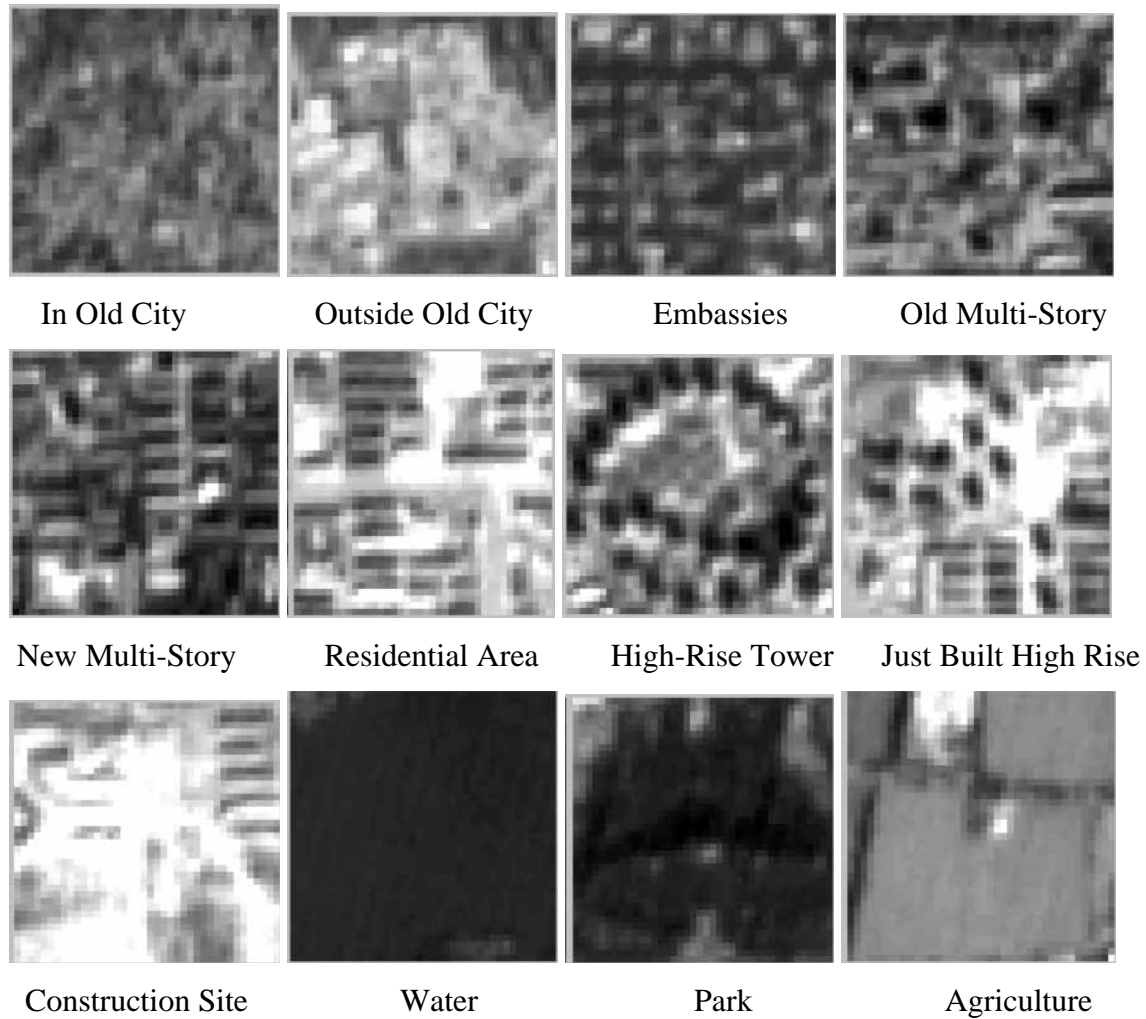 In Old City Outside Old City Embassies Old Multi-Story
New Multi-Story Residential Area High-Rise Tower Just Built High Rise
Construction Site Water Park Agriculture